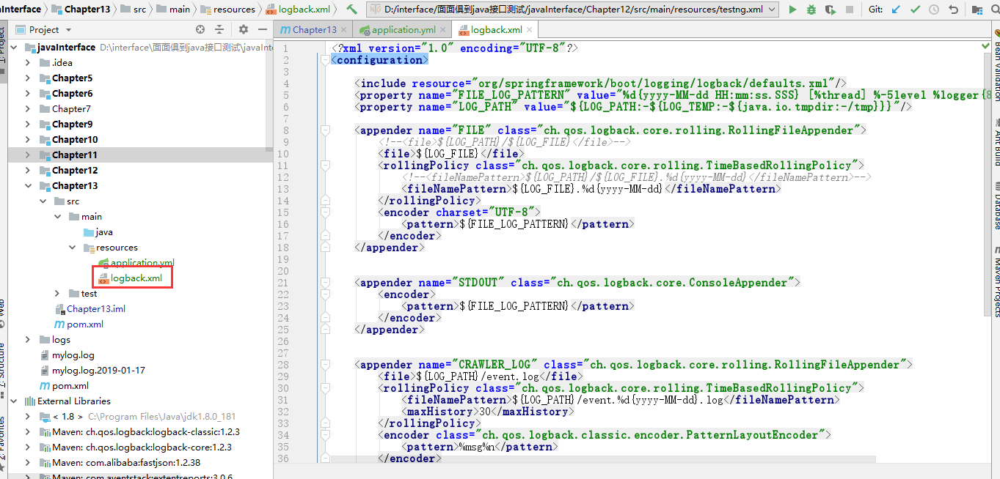 Interface Chapter13 src main resources logback.xml D:/interface/面面俱到java接口测试/javaInterface/Chapter12/src/main/resources/testng.xml Git:
Project
Chapter13 application.yml logback.xml
javaInterface D:\interface\面面俱到java接口测试\javaInt
.idea
Chapter5
Chapter6
Chapter7
Chapter9
Chapter10
Chapter11
Chapter12
Chapter13
src
main
java
resources
application.yml
logback.xml
test
Chapter13.iml
pom.xml
logs
mylog.log
mylog.log.2019-01-17
pom.xml
External Libraries
< 1.8 > C:\Program Files\Java\jdk1.8.0_181
Maven: ch.qos.logback:logback-classic:1.2.3
Maven: ch.qos.logback:logback-core:1.2.3
Maven: com.alibaba:fastjson:1.2.38
Maven: com.aventstack:extentreports:3.0.6
1 <?xml version="1.0" encoding="UTF-8"?>
2 <configuration>
3
4 <include resource="org/springframework/boot/logging/logback/defaults.xml"/>
5 <property name="FILE_LOG_PATTERN" value="%d{yyyy-MM-dd HH:mm:ss.SSS} [%thread] %-5level %logger{8
6 <property name="LOG_PATH" value="${LOG_PATH:-${LOG_TEMP:-${java.io.tmpdir:-/tmp}}}"/>
7
8 <appender name="FILE" class="ch.qos.logback.core.rolling.RollingFileAppender">
9 <!--<file>${LOG_PATH}/${LOG_FILE}</file>-->
10 <file>${LOG_FILE}</file>
11 <rollingPolicy class="ch.qos.logback.core.rolling.TimeBasedRollingPolicy">
12 <!--<fileNamePattern>${LOG_PATH}/${LOG_FILE}.%d{yyyy-MM-dd}</fileNamePattern>-->
13 <fileNamePattern>${LOG_FILE}.%d{yyyy-MM-dd}</fileNamePattern>
14 </rollingPolicy>
15 <encoder charset="UTF-8">
16 <pattern>${FILE_LOG_PATTERN}</pattern>
17 </encoder>
18 </appender>
19
20
21 <appender name="STDOUT" class="ch.qos.logback.core.ConsoleAppender">
22 <encoder>
23 <pattern>${FILE_LOG_PATTERN}</pattern>
24 </encoder>
25 </appender>
26
27
28 <appender name="CRAWLER_LOG" class="ch.qos.logback.core.rolling.RollingFileAppender">
29 <file>${LOG_PATH}/event.log</file>
30 <rollingPolicy class="ch.qos.logback.core.rolling.TimeBasedRollingPolicy">
31 <fileNamePattern>${LOG_PATH}/event.%d{yyyy-MM-dd}.log</fileNamePattern>
32 <maxHistory>30</maxHistory>
33 </rollingPolicy>
34 <encoder class="ch.qos.logback.classic.encoder.PatternLayoutEncoder">
35 <pattern>%msg%n</pattern>
36 </encoder>
Bean Validation
Ant Build
Database
Maven Projects
1: Project
Web
Z: Structure
2: Favorites